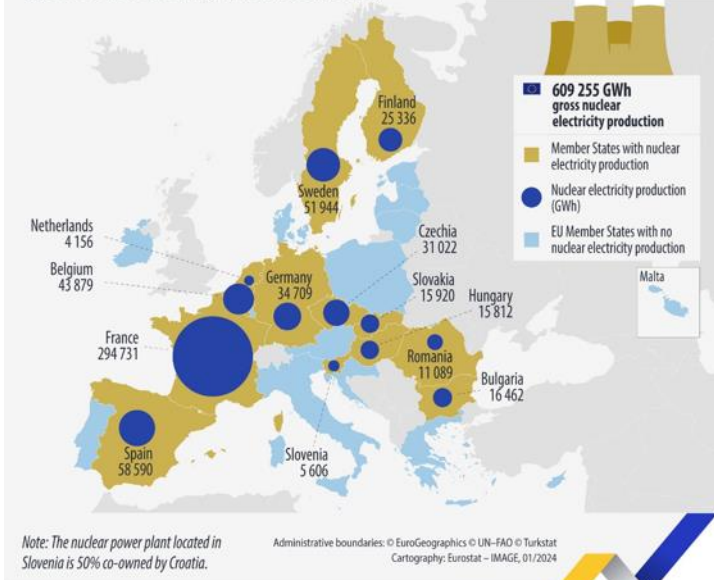 609 255 GWh
gross nuclear
electricity production
Member States with nuclear
electricity production
Nuclear electricity production
(GWh)
EU Member States with no
nuclear electricity production
Malta
Finland
25 336
Sweden
51 944
Netherlands
4 156
Belgium
43 879
Germany
34 709
Czechia
31 022
Slovakia
15 920
Hungary
15 812
France
294 731
Romania
11 089
Bulgaria
16 462
Spain
58 590
Slovenia
5 606
Note: The nuclear power plant located in
Slovenia is 50% co-owned by Croatia.
Administrative boundaries: © EuroGeographics © UN–FAO © Turkstat
Cartography: Eurostat – IMAGE, 01/2024